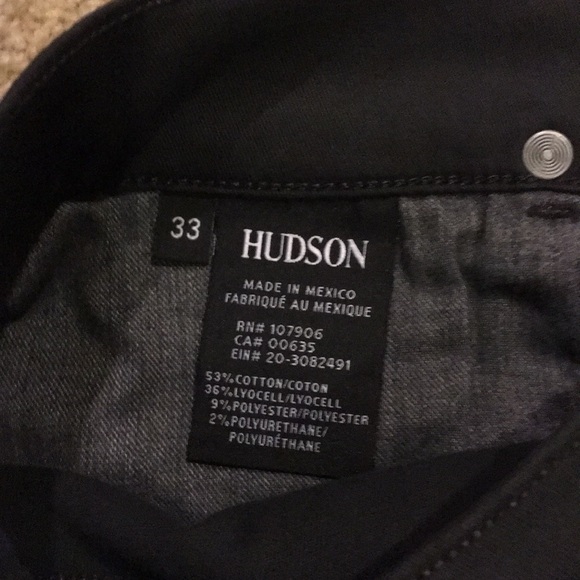 33
HUDSON
MADE IN MEXICO
FABRIQUÉ AU MEXIQUE
RN# 107906
CA# 00635
EIN# 20-3082491
53%COTTON/COTON
36%LYOCELL/LYOCELL
9%POLYESTER/POLYESTER
2%POLYURETHANE/
POLYURÉTHANE